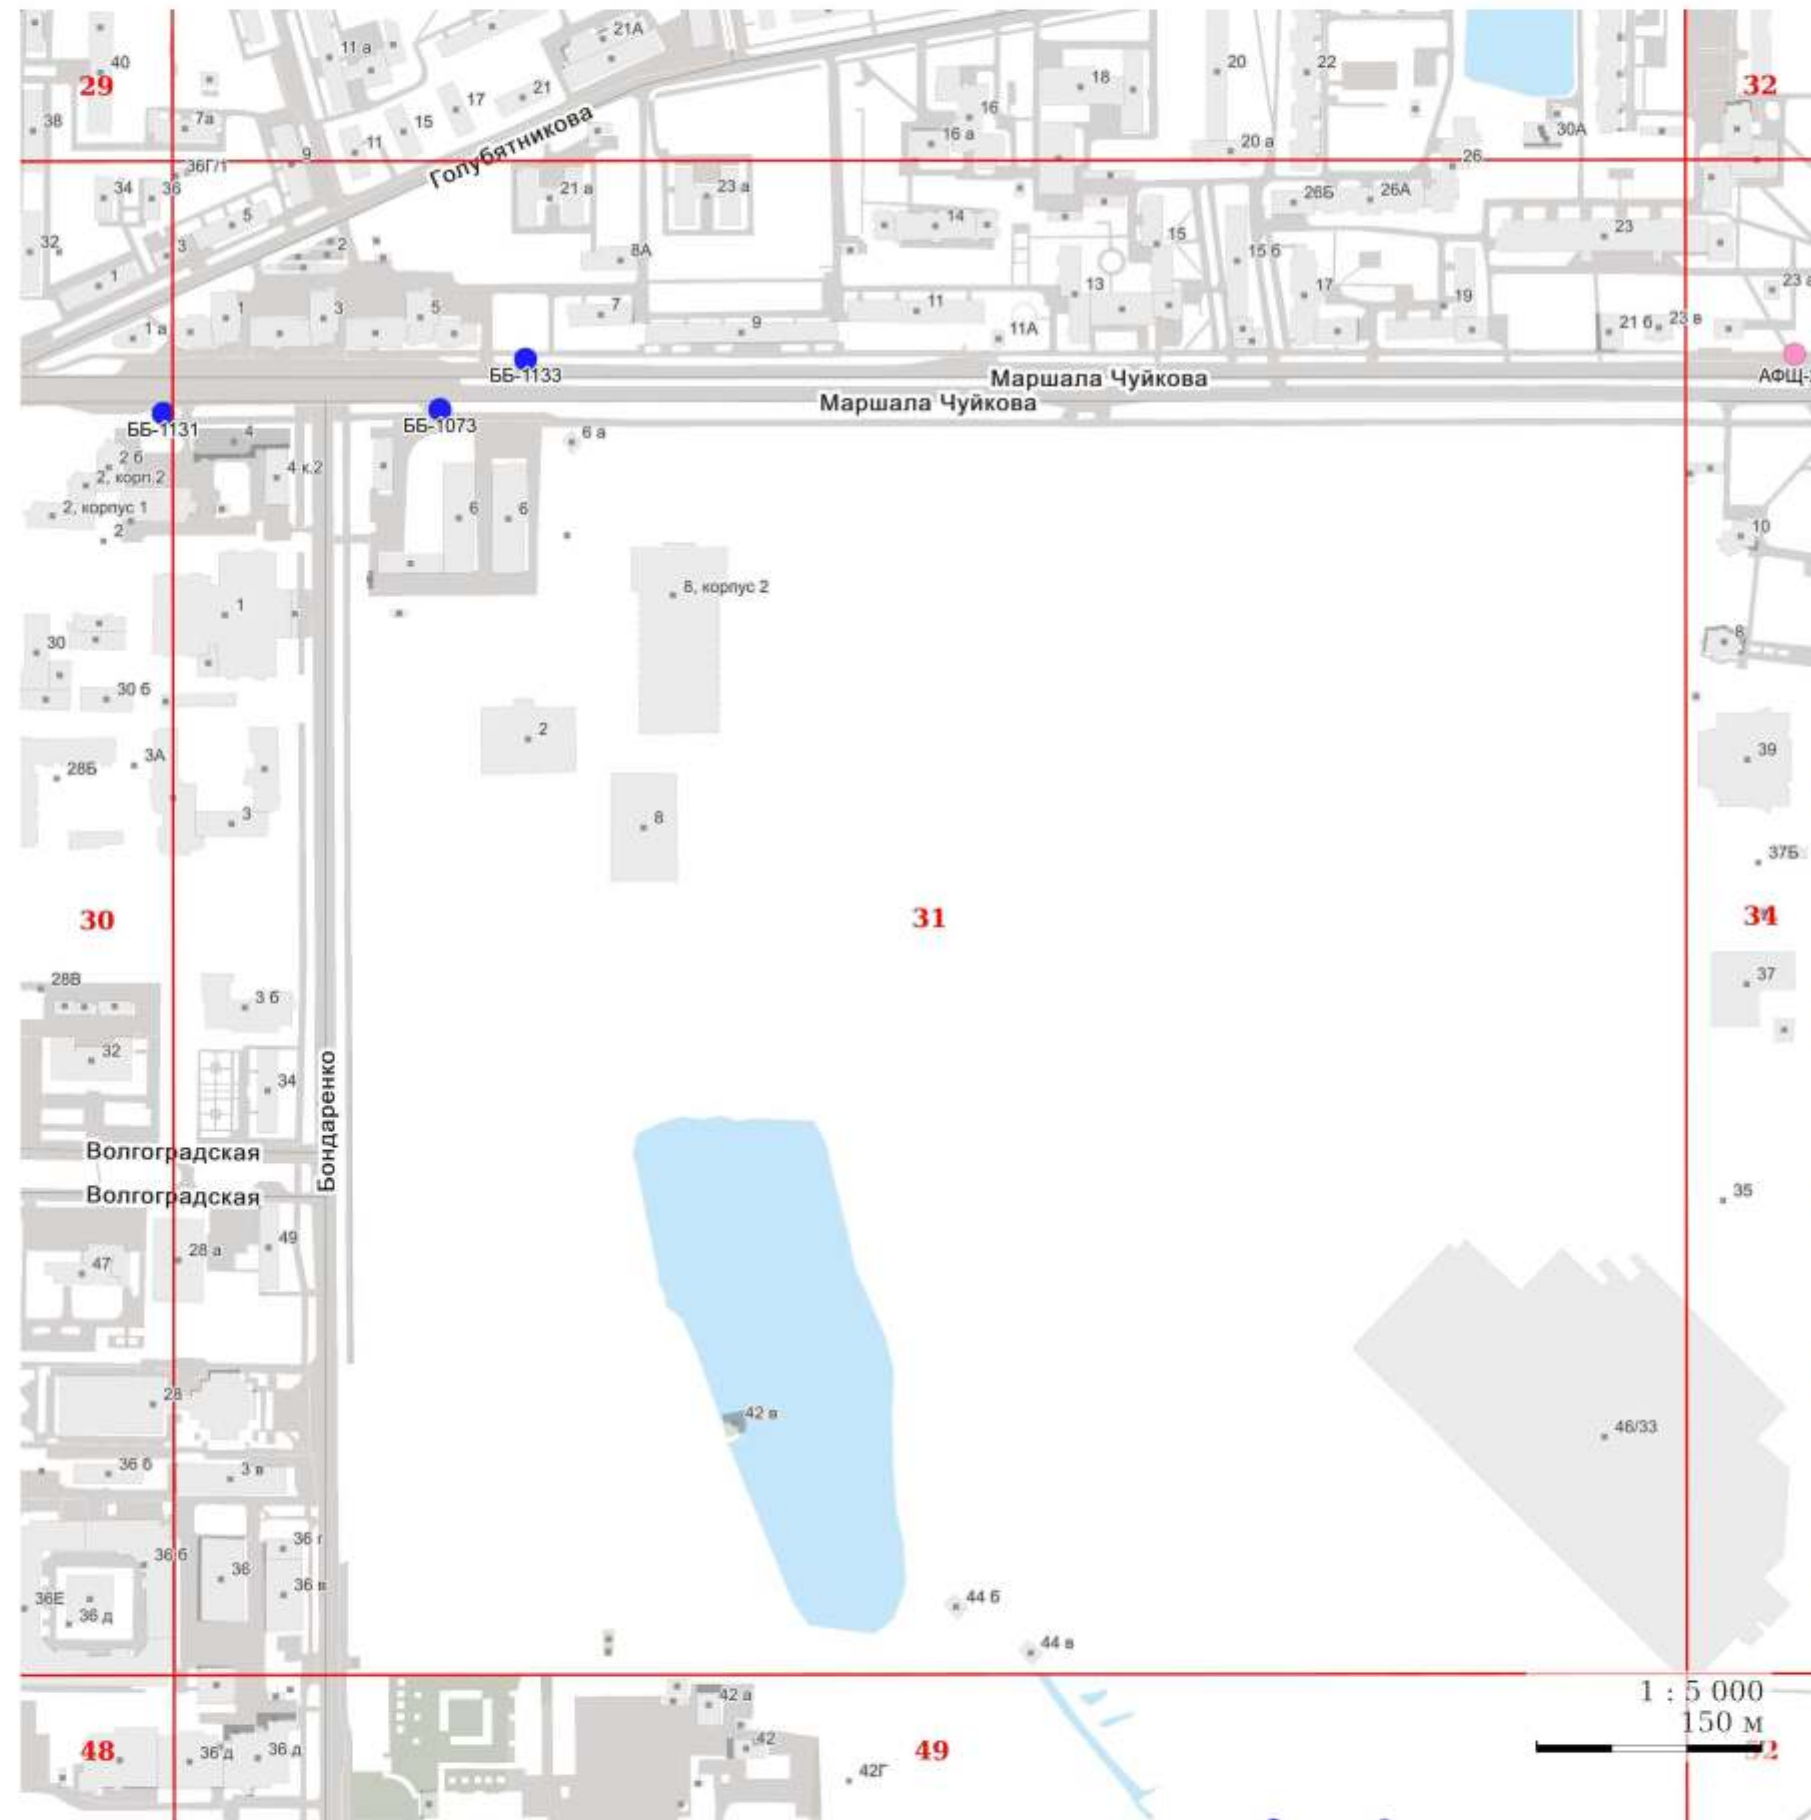 21А
11 а
40
29
32
17
21
18
20
22
38
7а
15
16
11
16 а
30А
9
20 а
26
36Г/1
Голубятникова
34
36
21 а
23 а
26Б
26А
5
14
23
32
3
2
8А
15
15 б
1
13
17
19
1 а
1
3
5
7
9
11
11А
21 б
23 в
ББ-1133
Маршала Чуйкова
Маршала Чуйкова
ББ-1131
ББ-1073
4
6 а
2 б
2, корп.2
4 к.2
2, корпус 1
2
6
6
10
8, корпус 2
1
30
8
30 б
2
39
3А
28Б
3
8
37Б
30
31
34
28В
3 б
37
32
34
Бондаренко
Волгоградская
Волгоградская
35
49
28 а
47
28
42 в
46/33
36 б
3 в
36 г
36 б
36
36 в
36Е
36 д
44 б
44 в
1 : 5 000
42 а
150 м
48
36 д
36 д
42
49
42Г